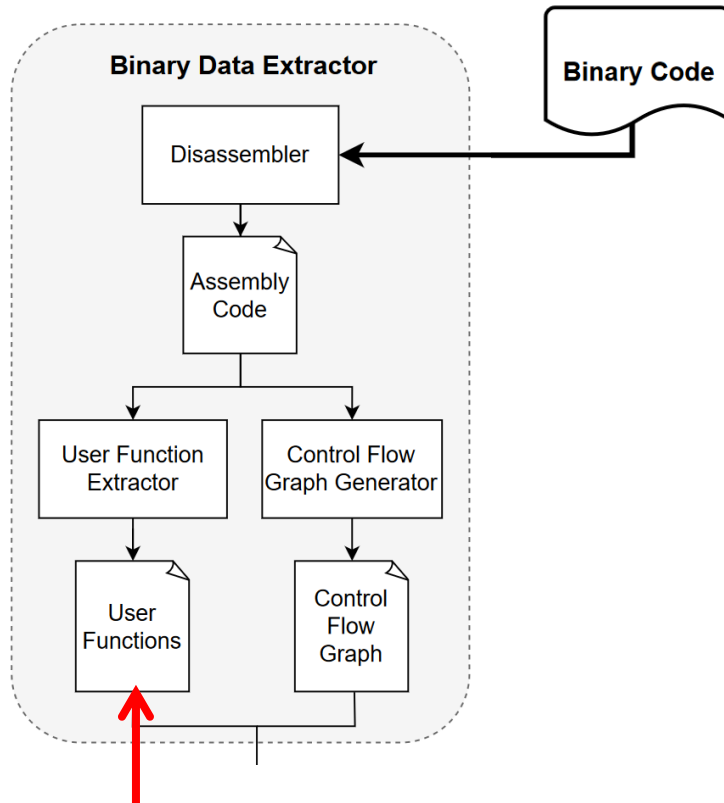 Binary Data Extractor
Binary Code
Disassembler
Assembly
Code
User Function
Extractor
Control Flow
Graph Generator
User
Functions
Control
Flow
Graph